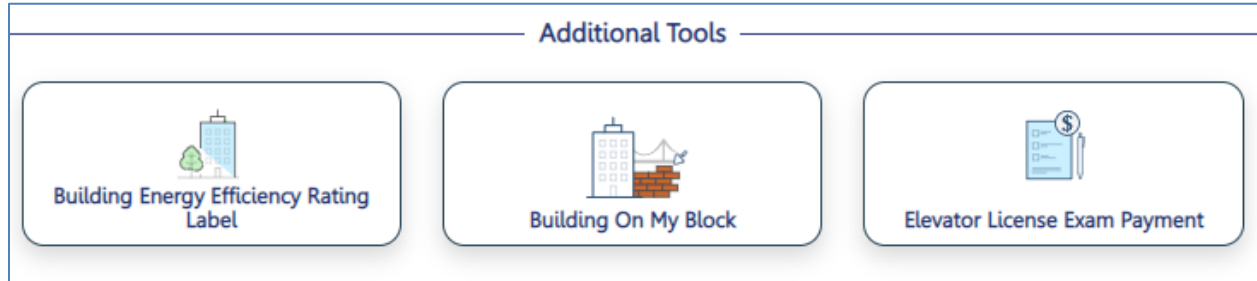 Additional Tools
$
Building Energy Efficiency Rating
Label
Building On My Block
Elevator License Exam Payment